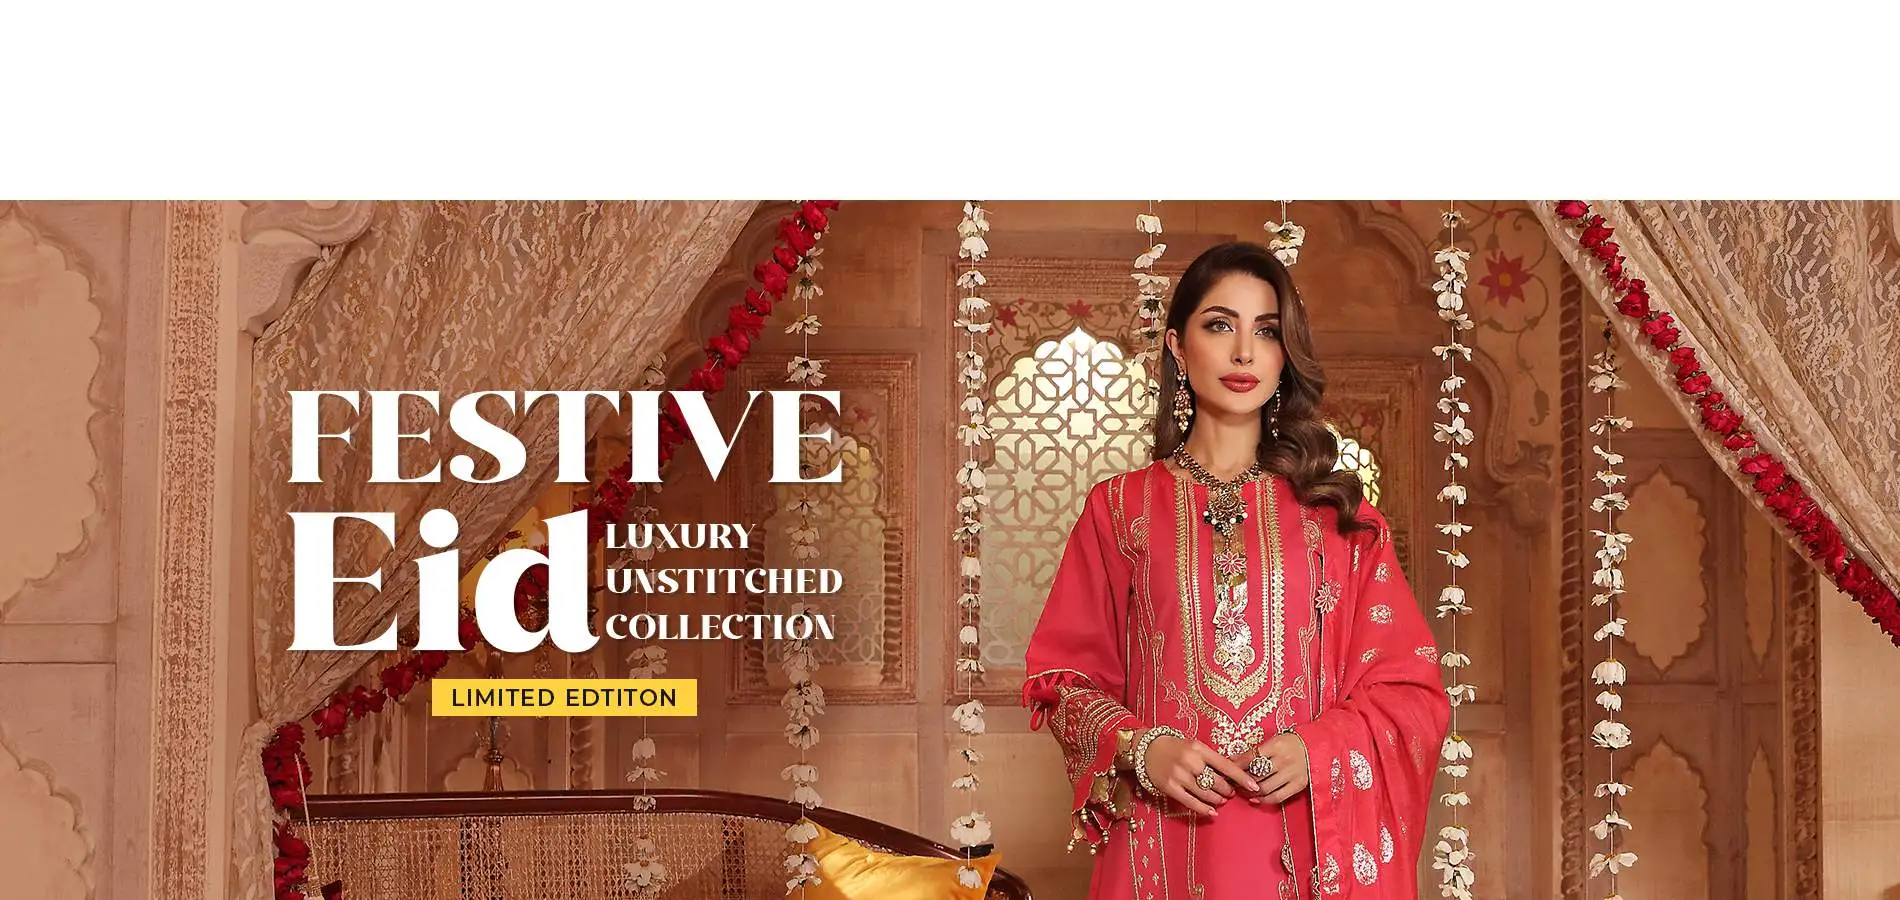 FESTIVE
Eid
LUXURY
UNSTITCHED
COLLECTION
LIMITED EDTITON